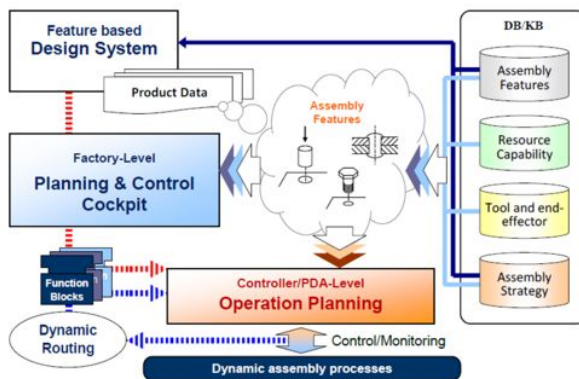 Feature based
Design System
Product Data
Factory-Level
Planning & Control
Cockpit
Assembly
Features
Function
Blocks
Controller/PDA-Level
Operation Planning
Dynamic
Routing
Control/Monitoring
Dynamic assembly processes
DB/KB
Assembly
Features
Resource
Capability
Tool and end-
effector
Assembly
Strategy